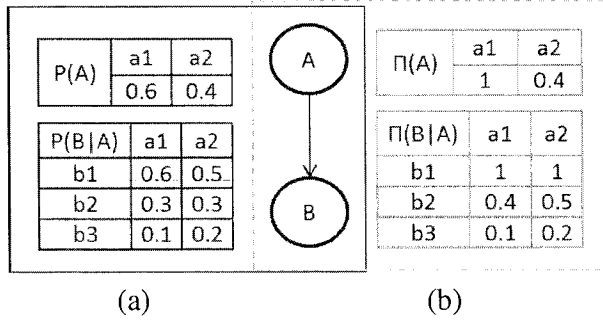 P(A) a1 a2
0.6 0.4
P(B|A) a1 a2
b1 0.6 0.5
b2 0.3 0.3
b3 0.1 0.2
A
B
Π(A) a1 a2
1 0.4
Π(B|A) a1 a2
b1 1 1
b2 0.4 0.5
b3 0.1 0.2
(a)
(b)